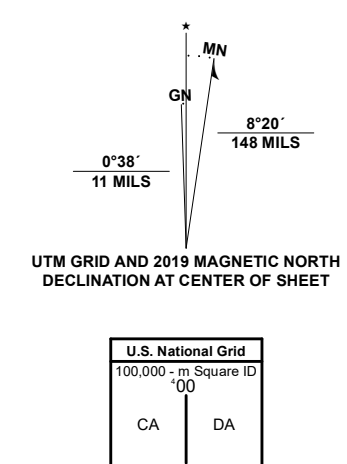 ★
MN
GN
8°20´
148 MILS
0°38´
11 MILS
UTM GRID AND 2019 MAGNETIC NORTH
DECLINATION AT CENTER OF SHEET
U.S. National Grid
100,000 - m Square ID
⁴00
CA DA